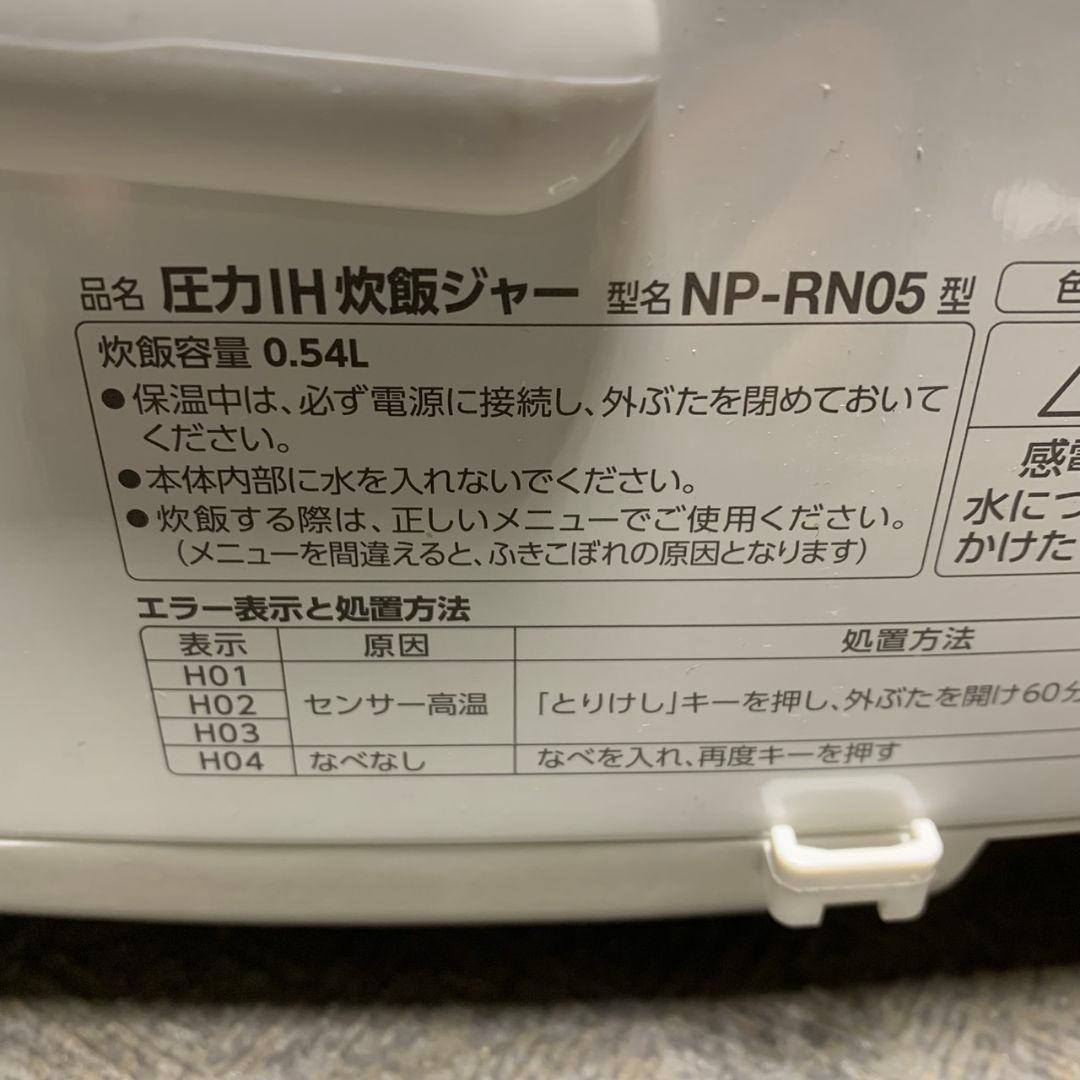 品名 圧力IH炊飯ジャー 型名 NP-RN05 型 色
炊飯容量 0.54L
●保温中は、必ず電源に接続し、外ぶたを閉めておいて
ください。
●本体内部に水を入れないでください。
●炊飯する際は、正しいメニューでご使用ください。
(メニューを間違えると、ふきこぼれの原因となります)
感電
水につ
かけた
エラー表示と処置方法
表示 原因 処置方法
H01
H02 センサー高温 「とりけし」キーを押し、外ぶたを開け60分
H03
H04 なべなし なべを入れ、再度キーを押す